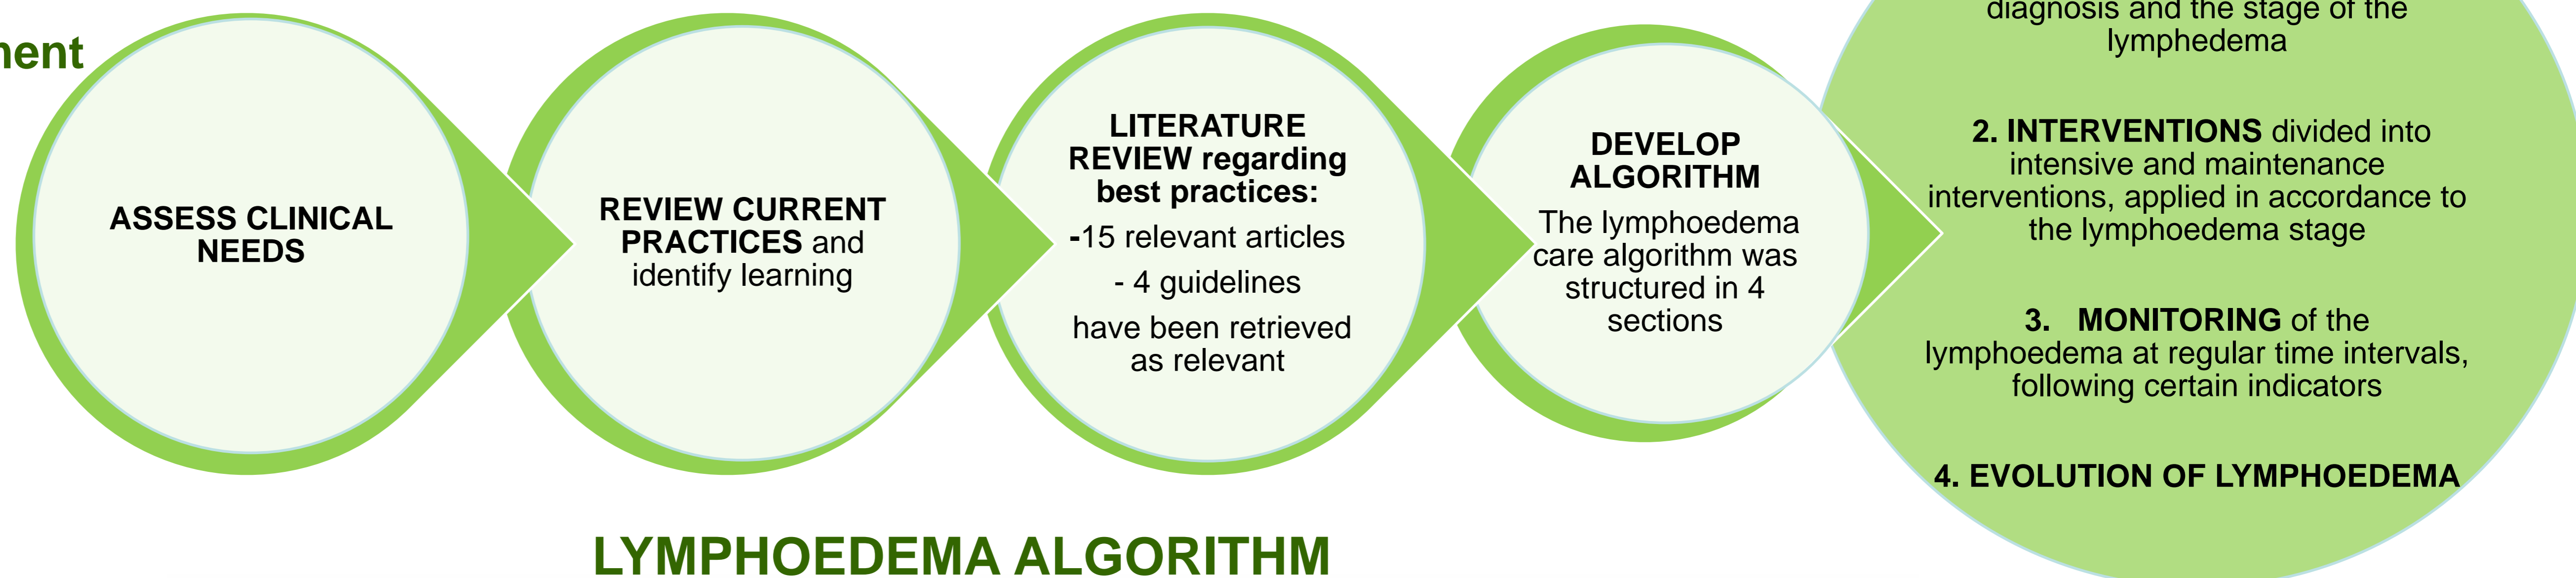 nent
ASSESS CLINICAL
NEEDS
REVIEW CURRENT
PRACTICES and
identify learning
LITERATURE
REVIEW regarding
best practices:
-15 relevant articles
- 4 guidelines
have been retrieved
as relevant
DEVELOP
ALGORITHM
The lymphoedema
care algorithm was
structured in 4
sections
diagnosis and the stage of the
lymphedema
2. INTERVENTIONS divided into
intensive and maintenance
interventions, applied in accordance to
the lymphoedema stage
3. MONITORING of the
lymphoedema at regular time intervals,
following certain indicators
4. EVOLUTION OF LYMPHOEDEMA
LYMPHOEDEMA ALGORITHM